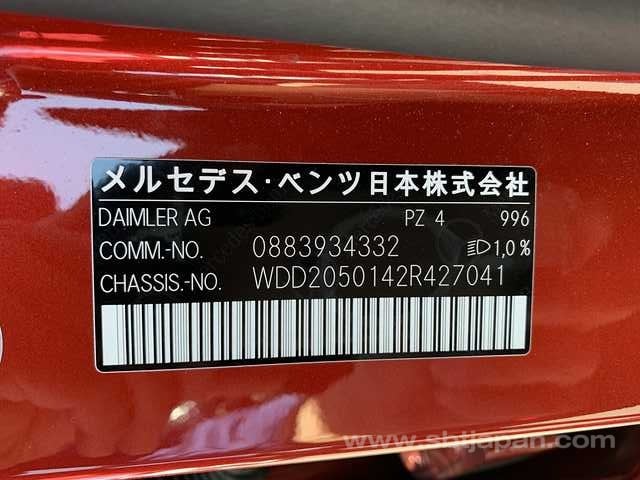 メルセデス・ベンツ日本株式会社
DAIMLER AG PZ 4 996
COMM.-NO. 0883934332 1,0%
CHASSIS.-NO. WDD2050142R427041
www.sbtjapan.com